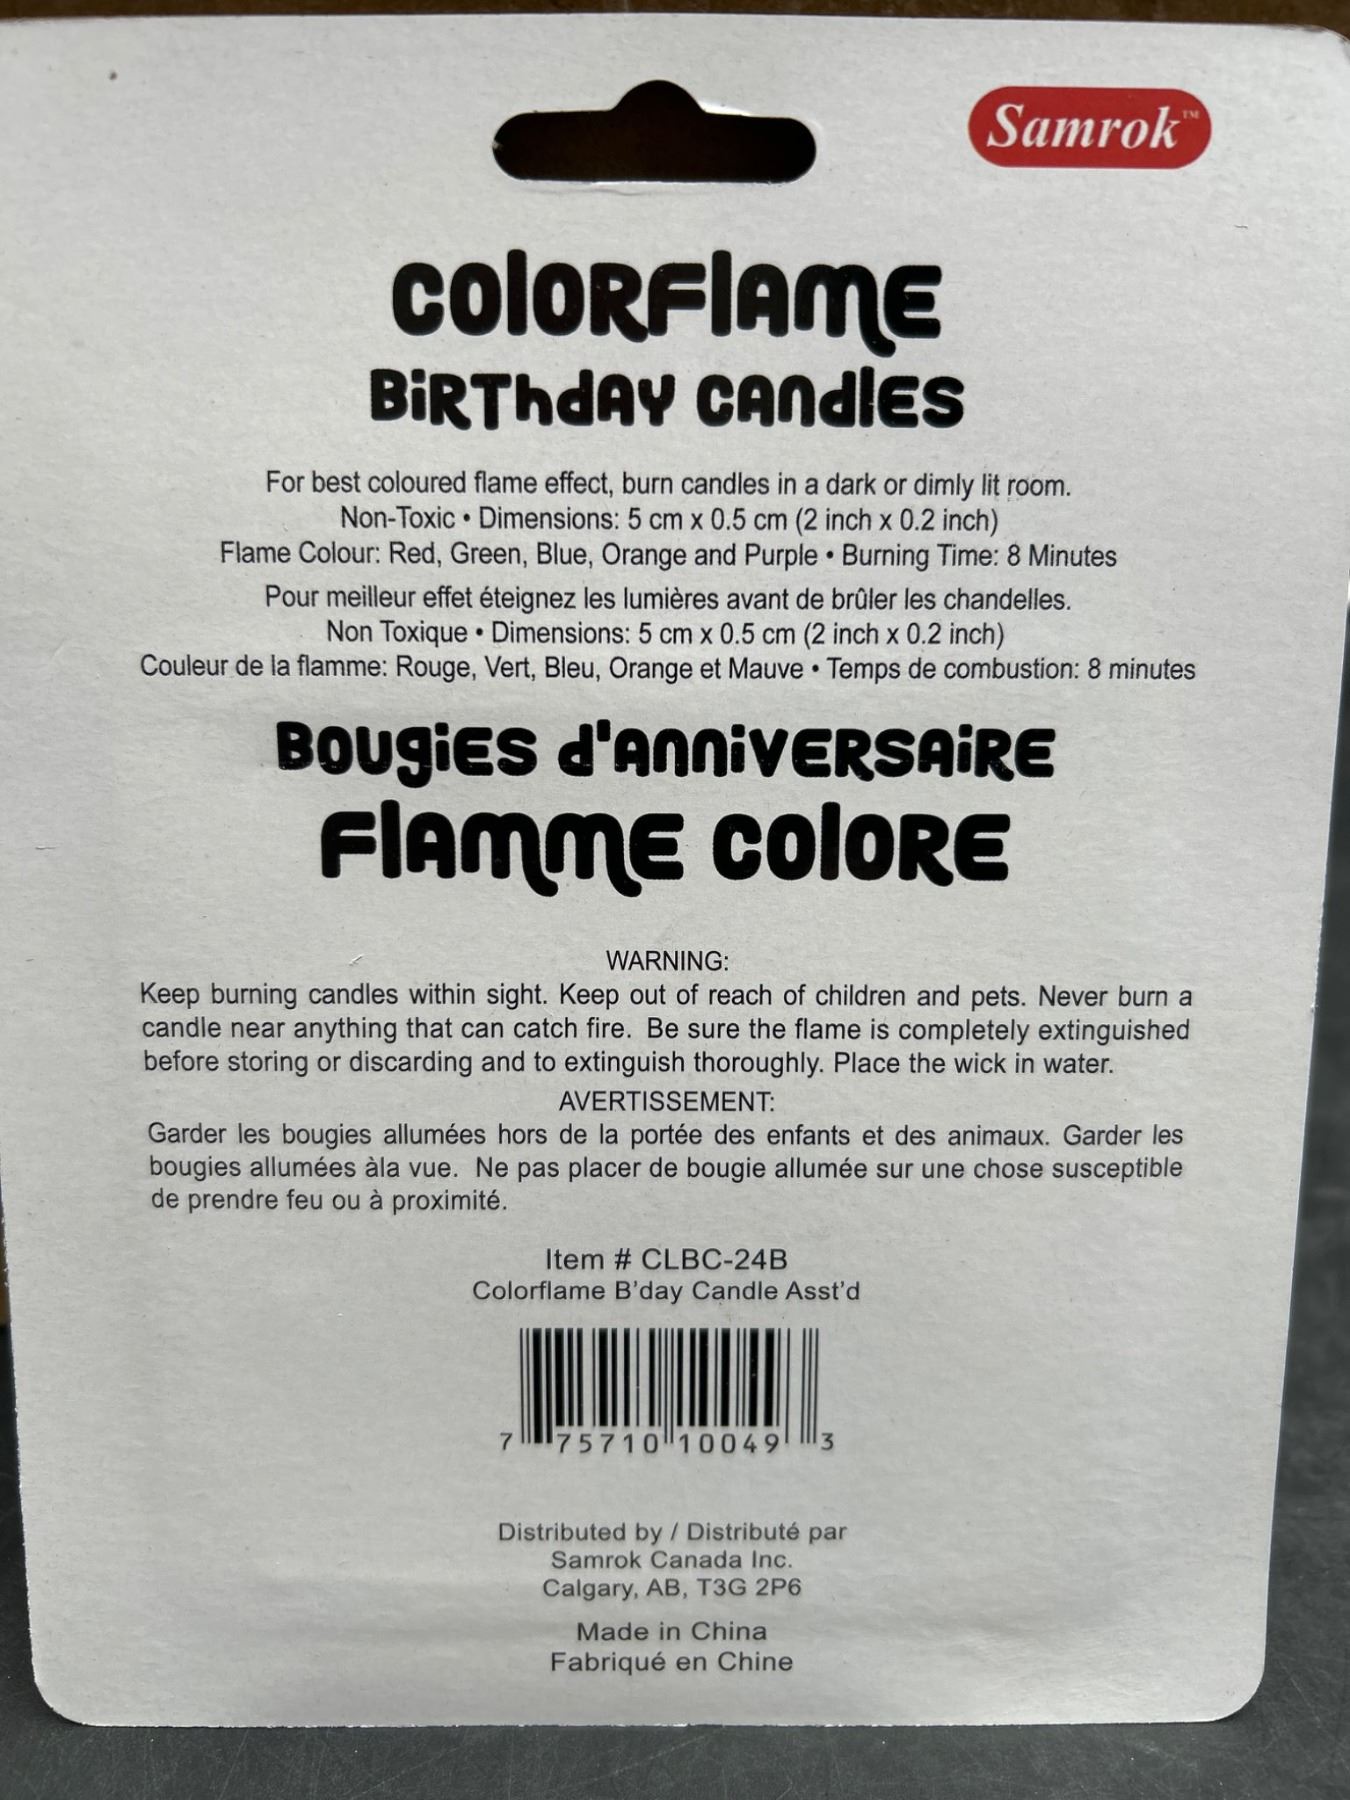 Samrok™
COLORFLAME
BIRTHDAY CANDLES
For best coloured flame effect, burn candles in a dark or dimly lit room.
Non-Toxic • Dimensions: 5 cm x 0.5 cm (2 inch x 0.2 inch)
Flame Colour: Red, Green, Blue, Orange and Purple • Burning Time: 8 Minutes
Pour meilleur effet éteignez les lumières avant de brûler les chandelles.
Non Toxique • Dimensions: 5 cm x 0.5 cm (2 inch x 0.2 inch)
Couleur de la flamme: Rouge, Vert, Bleu, Orange et Mauve • Temps de combustion: 8 minutes
BOUGIES D'ANNIVERSAIRE
FLAMME COLORE
WARNING:
Keep burning candles within sight. Keep out of reach of children and pets. Never burn a
candle near anything that can catch fire. Be sure the flame is completely extinguished
before storing or discarding and to extinguish thoroughly. Place the wick in water.
AVERTISSEMENT:
Garder les bougies allumées hors de la portée des enfants et des animaux. Garder les
bougies allumées àla vue. Ne pas placer de bougie allumée sur une chose susceptible
de prendre feu ou à proximité.
Item # CLBC-24B
Colorflame B'day Candle Asst'd
7 75710 10049 3
Distributed by / Distribué par
Samrok Canada Inc.
Calgary, AB, T3G 2P6
Made in China
Fabriqué en Chine